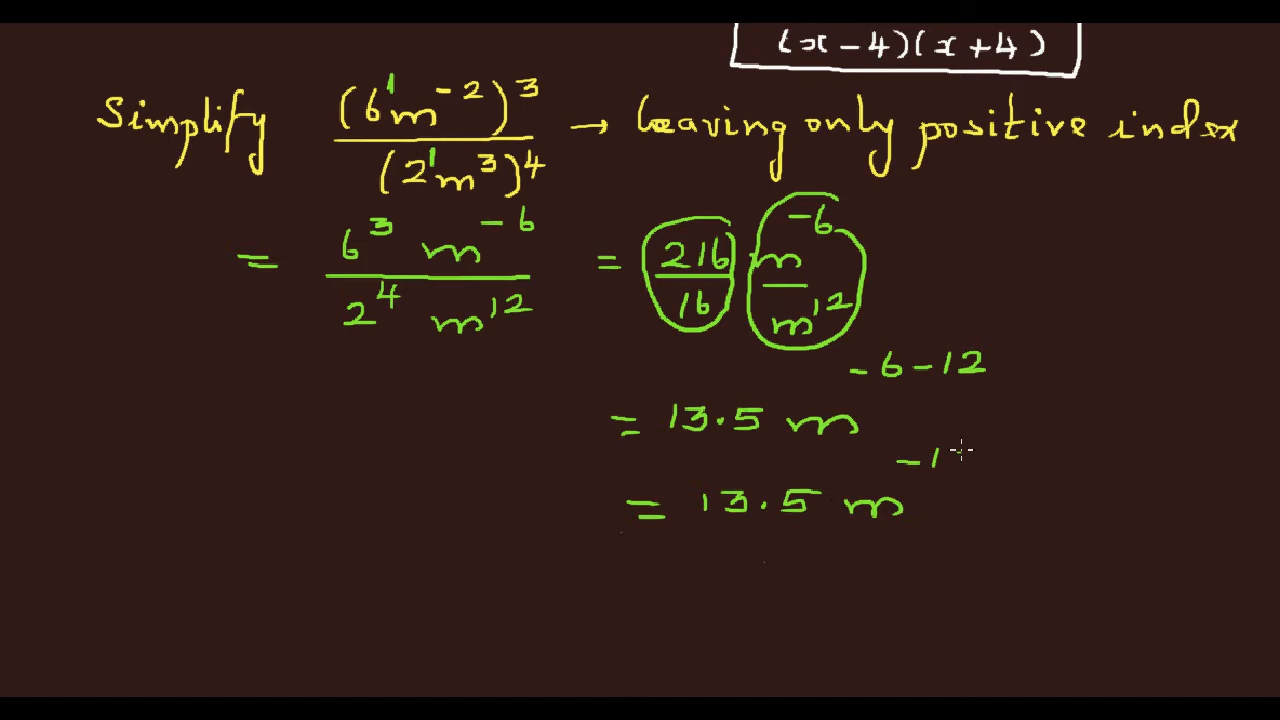 (x-4)(x+4)
Simplify (6¹m⁻²)³ / (2¹m³)⁴ → Leaving only positive index
= 6³ m⁻⁶ / 2⁴ m¹² = 216/16 · m⁻⁶/m¹²
= 13.5 m⁻⁶⁻¹²
= 13.5 m⁻¹